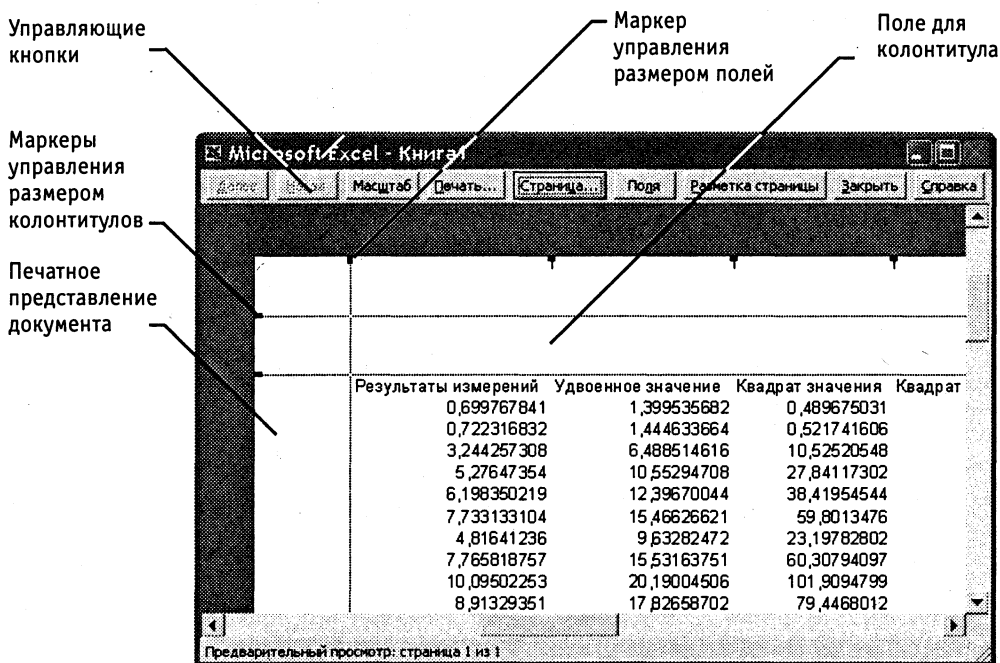 Управляющие
кнопки
Маркер
управления
размером полей
Поле для
колонтитула
Маркеры
управления
размером
колонтитулов
Печатное
представление
документа
Microsoft Excel - Книга1
Далее Назад Масштаб Печать... Страница... Поля Разметка страницы Закрыть Справка
Результаты измерений Удвоенное значение Квадрат значения Квадрат
0,699767841 1,399535682 0,489675031
0,722316832 1,444633664 0,521741606
3,244257308 6,488514616 10,52520548
5,27647354 10,55294708 27,84117302
6,198350219 12,39670044 38,41954544
7,733133104 15,46626621 59,8013476
4,81641236 9,63282472 23,19782802
7,765818757 15,53163751 60,30794097
10,09502253 20,19004506 101,9094799
8,91329351 17,82658702 79,4468012
Предварительный просмотр: страница 1 из 1